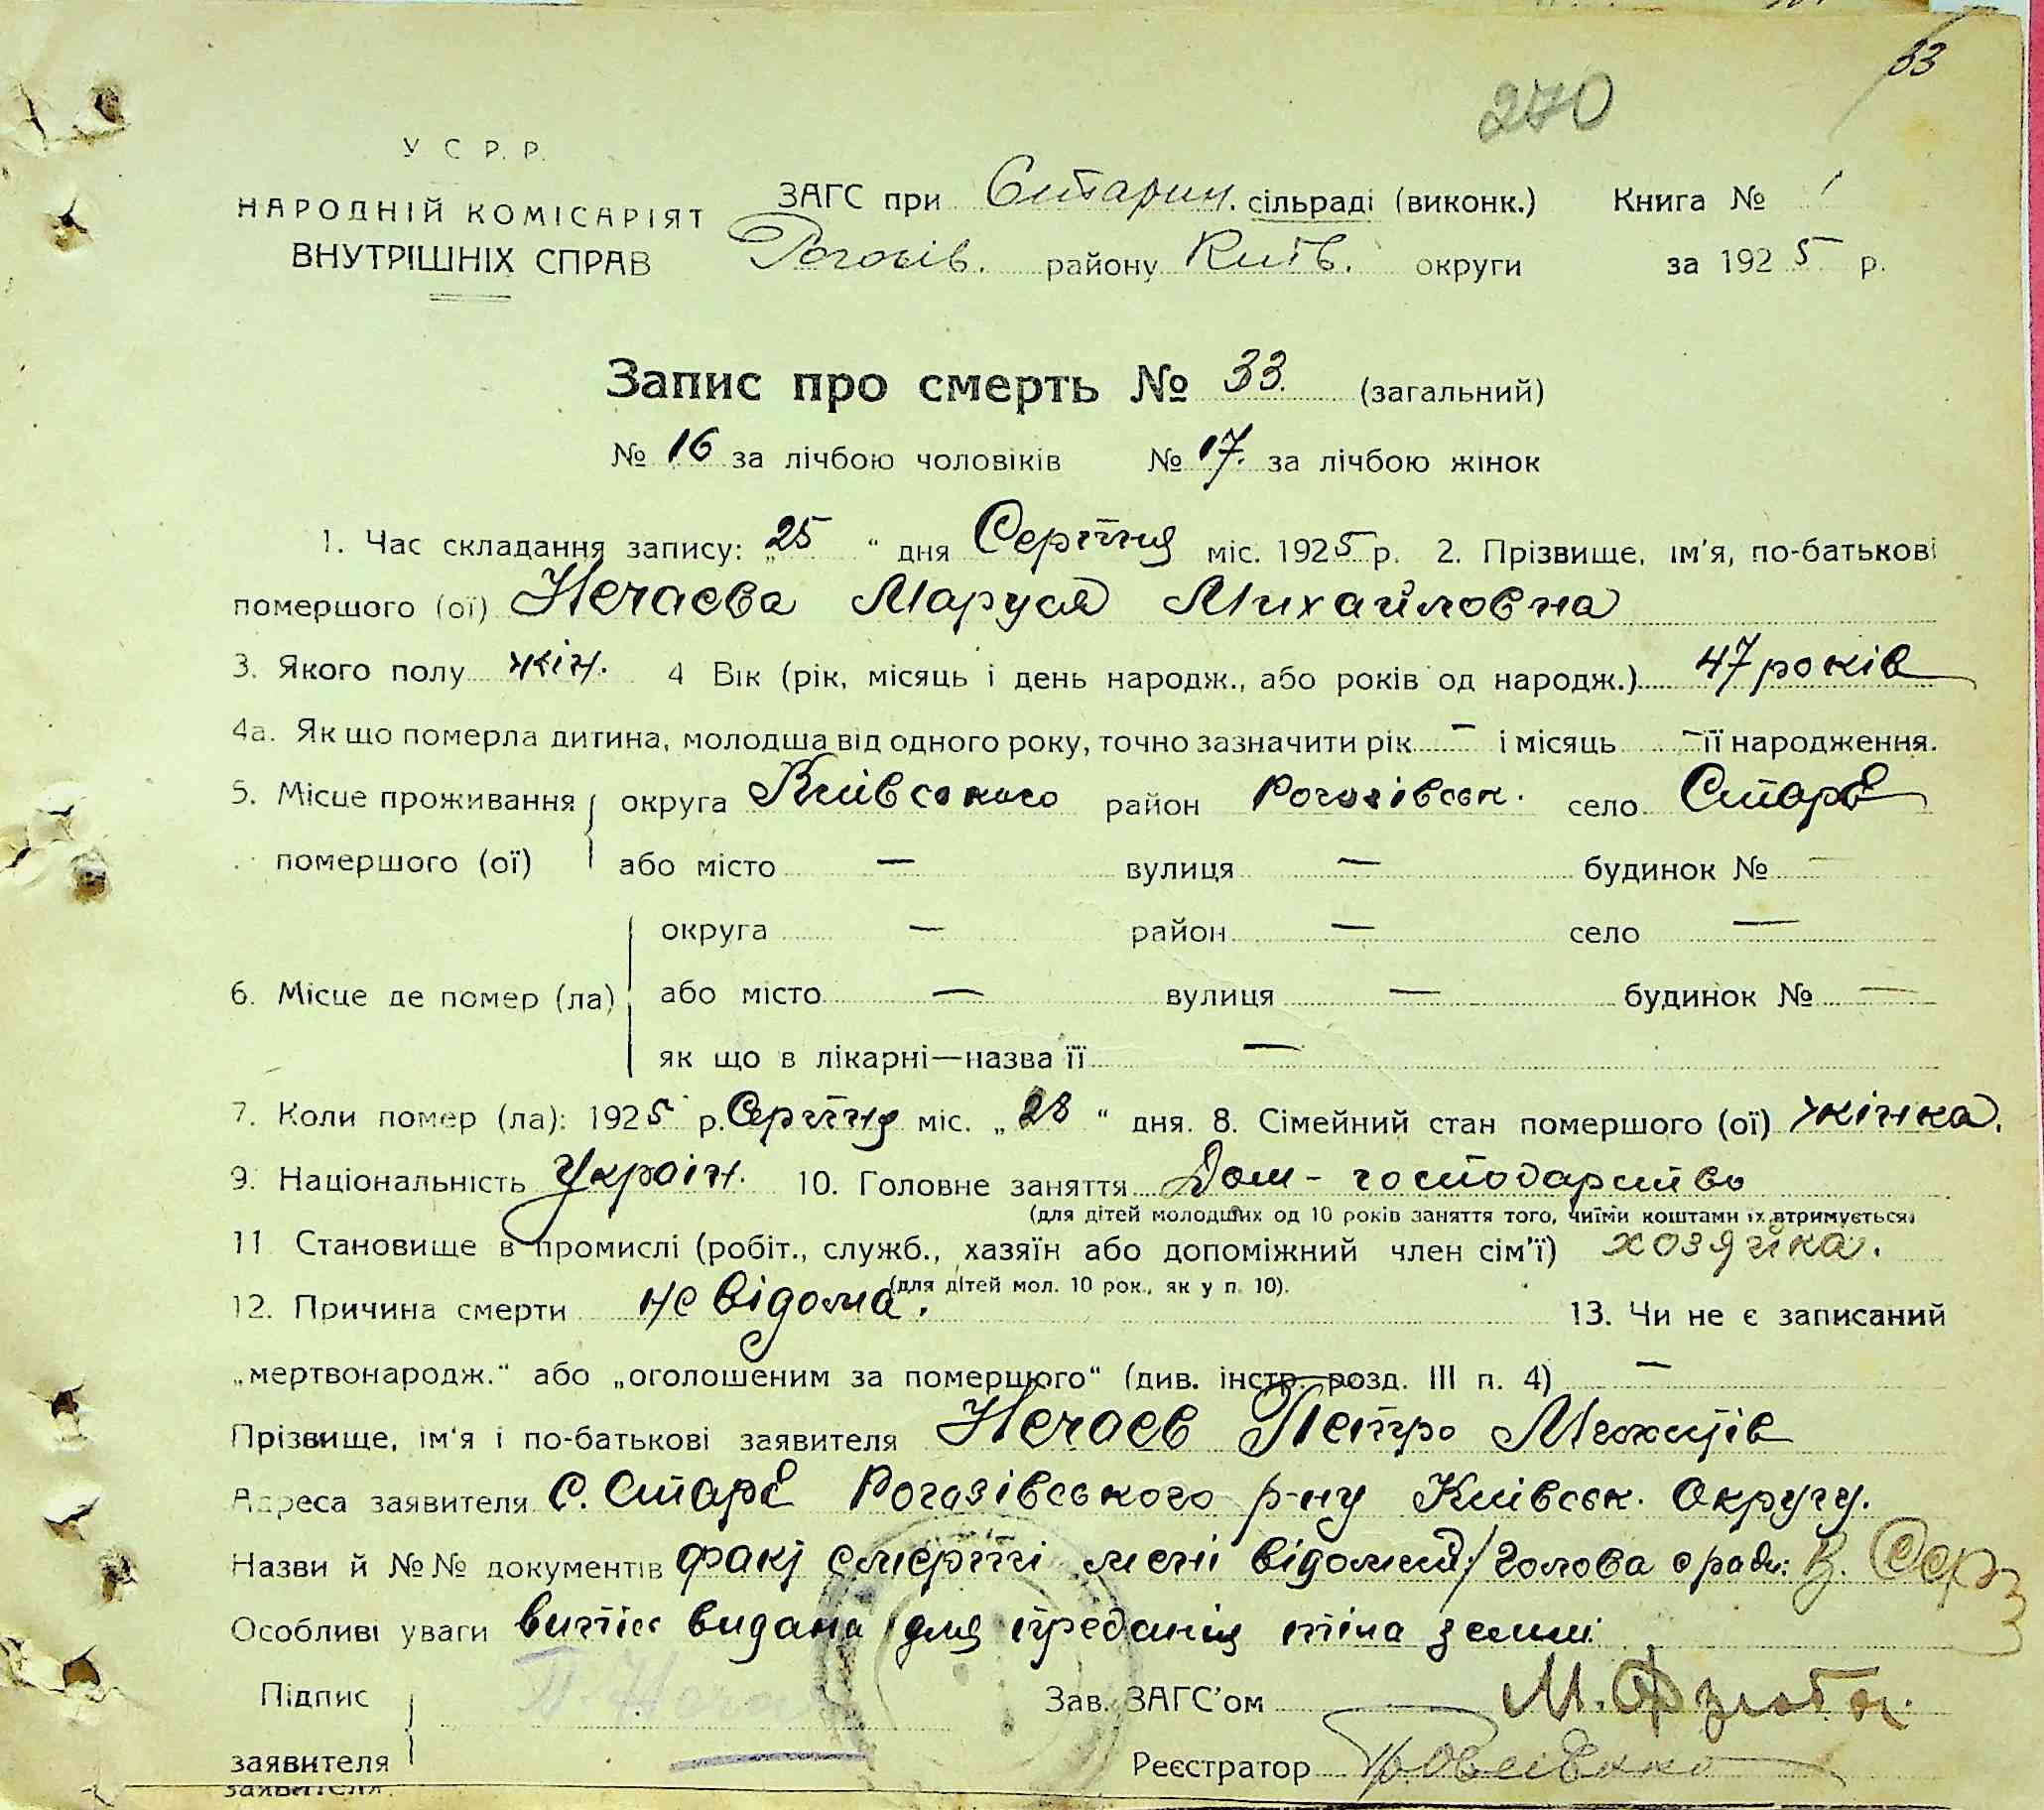 33
270
У С Р. Р.
НАРОДНІЙ КОМІСАРІЯТ
ВНУТРІШНІХ СПРАВ
ЗАГС при Старин. сільраді (виконк.) Книга № 1
Рогозів. району Київ. округи за 1925 р.
Запис про смерть № 33. (загальний)
№ 16 за лічбою чоловіків № 17. за лічбою жінок
1. Час складання запису: „25“ дня Серпня міс. 1925 р. 2. Прізвище, ім'я, по-батькові
помершого (ої) Нечаєва Маруся Михайловна
3. Якого полу жін. 4 Вік (рік, місяць і день народж., або років од народж.) 47 років
4а. Як що померла дитина, молодша від одного року, точно зазначити рік — і місяць — її народження.
5. Місце проживання округа Київського район Рогозівськ. село Старе
помершого (ої) або місто — вулиця — будинок № —
округа — район — село —
6. Місце де помер (ла) або місто — вулиця — будинок № —
як що в лікарні—назва її —
7. Коли помер (ла): 1925 р. Серпня міс. „23“ дня. 8. Сімейний стан помершого (ої) жінка.
9. Національність Україн. 10. Головне заняття Дом - господарство
(для дітей молодших од 10 років заняття того, чиїми коштами їх втримується)
11 Становище в промислі (робіт., служб., хазяїн або допоміжний член сім'ї) хозяйка.
(для дітей мол. 10 рок., як у п. 10).
12. Причина смерти не відома. 13. Чи не є записаний
„мертвонародж.“ або „оголошеним за померщого“ (див. інстр. розд. III п. 4) —
Прізвище, ім'я і по-батькові заявителя Нечаєв Петро
Адреса заявителя С. Старе Рогозівського р-ну Київськ. Округу.
Назви й №№ документів факт смерти мені відомий/голова с ради: В.
Особливі уваги витіс видана для преданія тіла землі
Підпис
заявителя
Зав. ЗАГС'ом М.
Реєстратор
заявителя